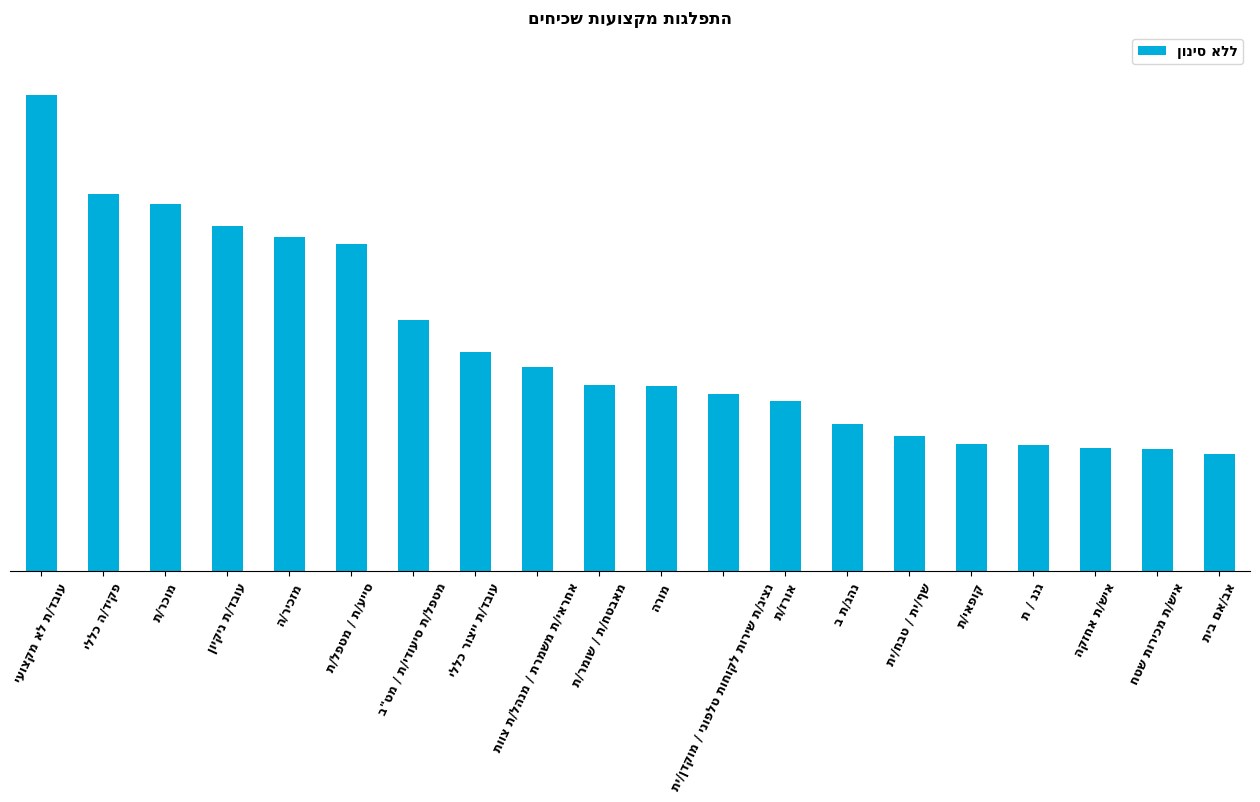 התפלגות מקצועות שכיחים
ללא סינון
עובד/ת לא מקצועי
פקיד/ה כללי
מוכר/ת
עובד/ת ניקיון
מזכיר/ה
סייע/ת / מטפל/ת
מטפל/ת סיעודי/ת / מט"ב
עובד/ת ייצור כללי
אחראי/ת משמרת / מנהל/ת צוות
מאבטח/ת / שומר/ת
מורה
נציג/ת שירות לקוחות טלפוני / מוקדן/ית
אורז/ת
נהג/ת ב
שף/ית / טבח/ית
קופאי/ת
גנג / ת
איש/ת אחזקה
איש/ת מכירות שטח
אב/אם בית